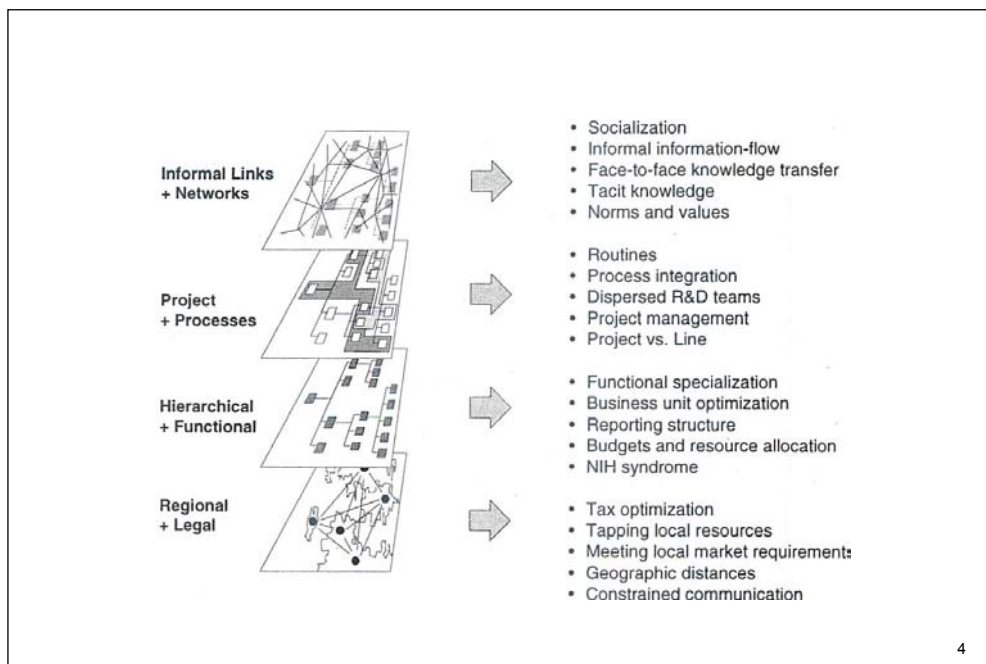 Informal Links
+ Networks
• Socialization
• Informal information-flow
• Face-to-face knowledge transfer
• Tacit knowledge
• Norms and values
Project
+ Processes
• Routines
• Process integration
• Dispersed R&D teams
• Project management
• Project vs. Line
Hierarchical
+ Functional
• Functional specialization
• Business unit optimization
• Reporting structure
• Budgets and resource allocation
• NIH syndrome
Regional
+ Legal
• Tax optimization
• Tapping local resources
• Meeting local market requirements
• Geographic distances
• Constrained communication
4